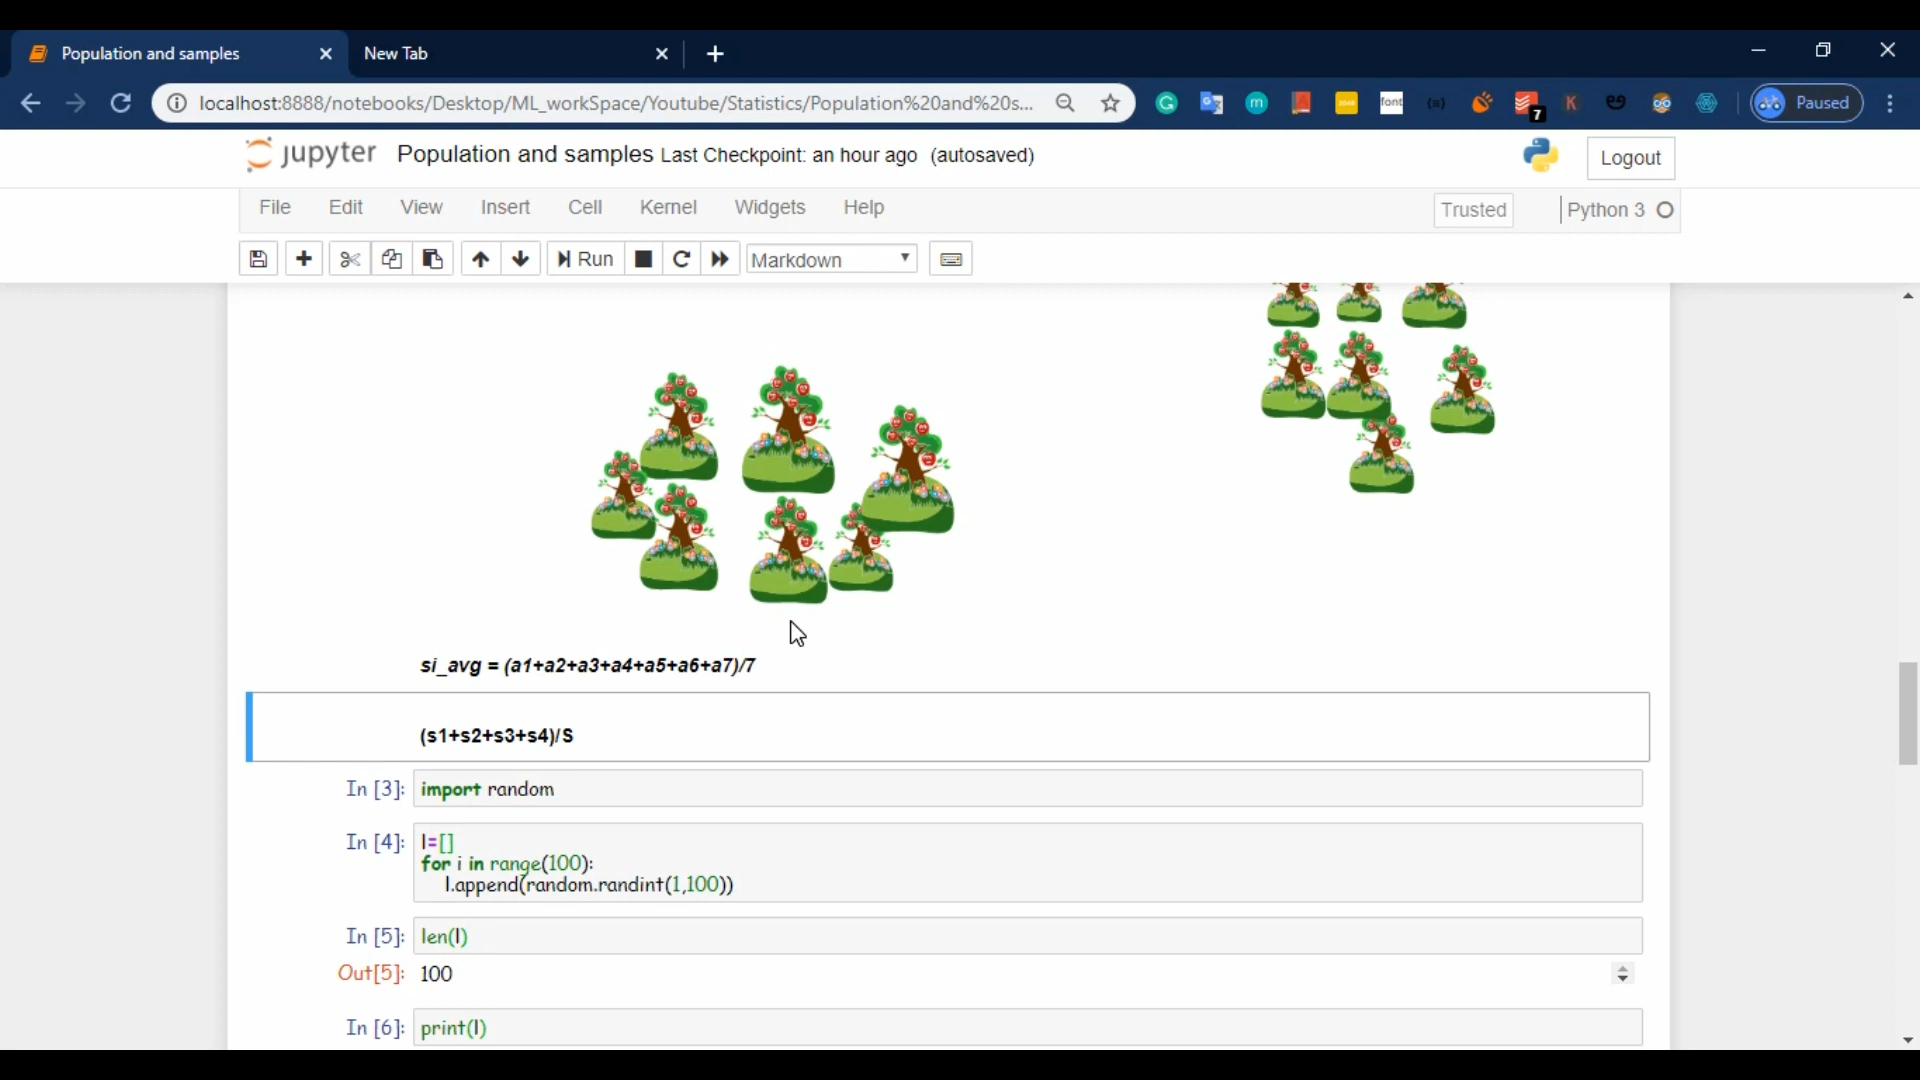 Population and samples
New Tab
localhost:8888/notebooks/Desktop/ML_workSpace/Youtube/Statistics/Population%20and%20s...
font
7
K
Paused
jupyter Population and samples Last Checkpoint: an hour ago (autosaved)
Logout
File Edit View Insert Cell Kernel Widgets Help
Trusted
Python 3
Run
Markdown
si_avg = (a1+a2+a3+a4+a5+a6+a7)/7
(s1+s2+s3+s4)/S
In [3]: import random
In [4]: l=[]
for i in range(100):
l.append(random.randint(1,100))
In [5]: len(l)
Out[5]: 100
In [6]: print(l)